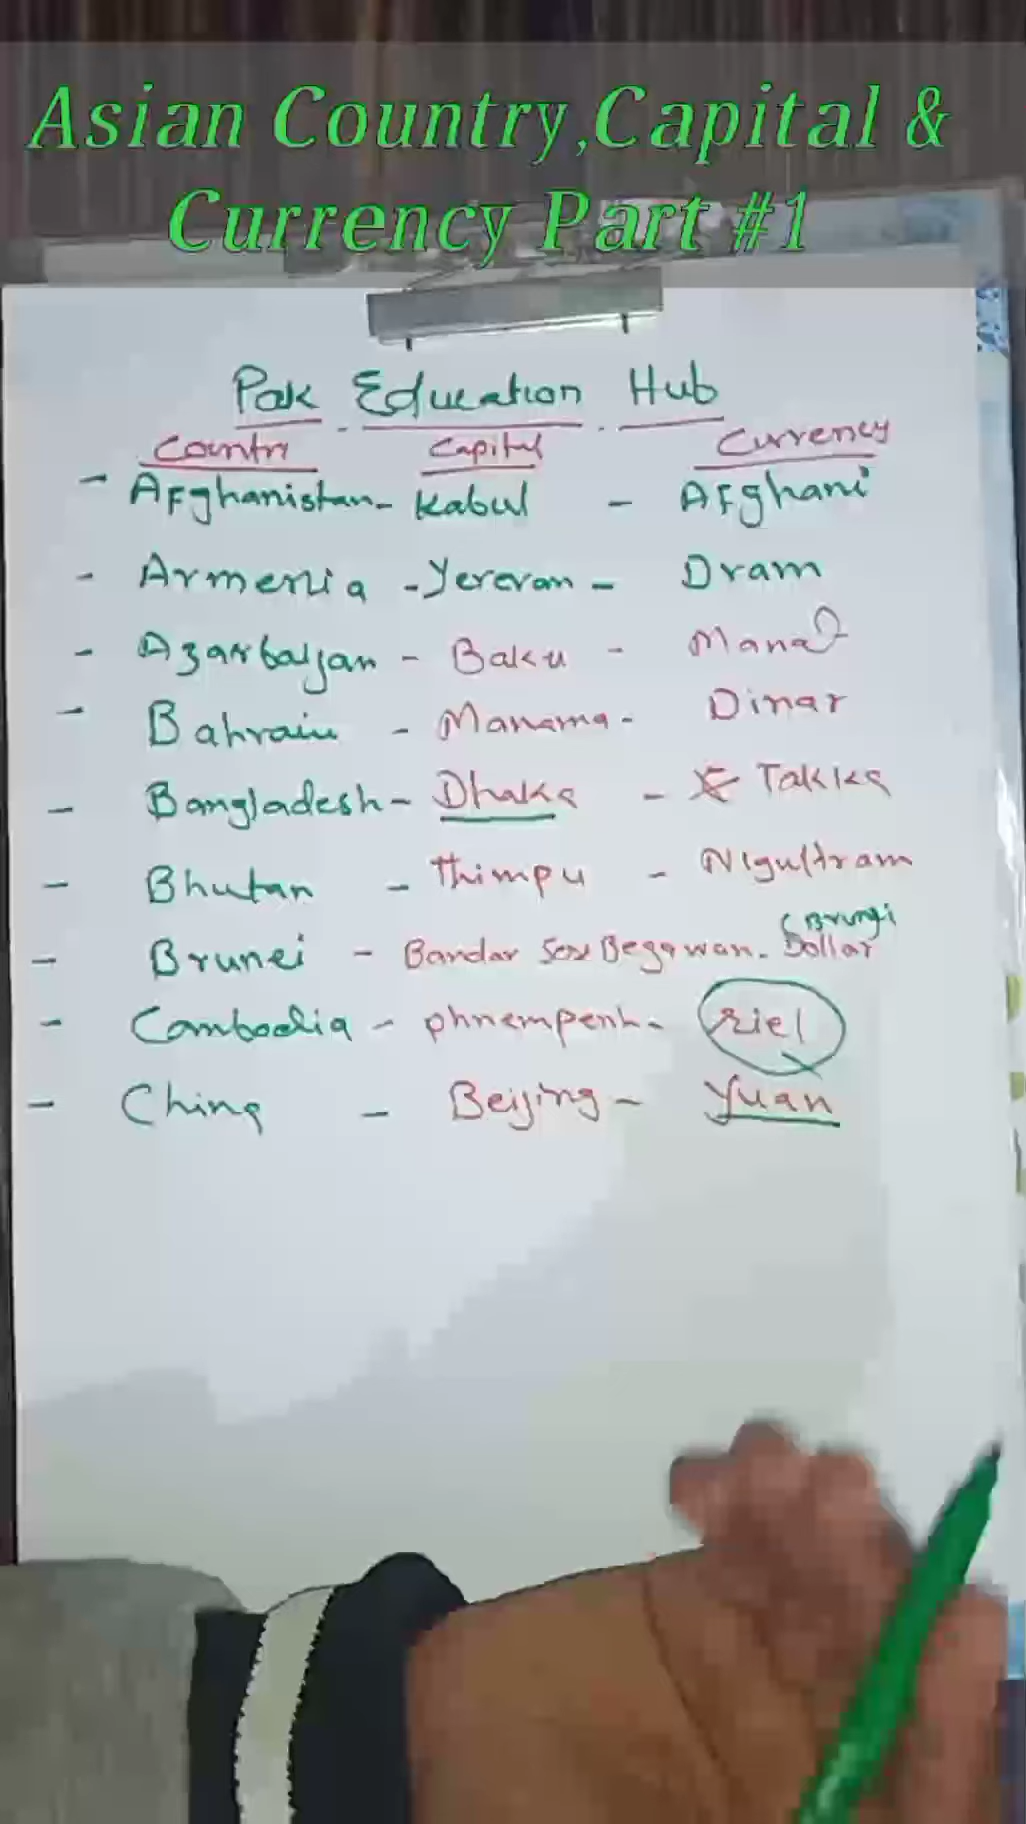 Asian Country,Capital &
Currency Part #1
Pak Education Hub
Country Capital Currency
- Afghanistan - Kabul - Afghani
- Armenia - Yerevan - Dram
- Azarbaijan - Baku - Manat
- Bahrain - Manama - Dinar
- Bangladesh - Dhaka - Takka
- Bhutan - Thimpu - Ngultram
- Brunei - Bandar Begawan. Dollar
- Cambodia - phnempenh - riel
- China - Beijing - Yuan